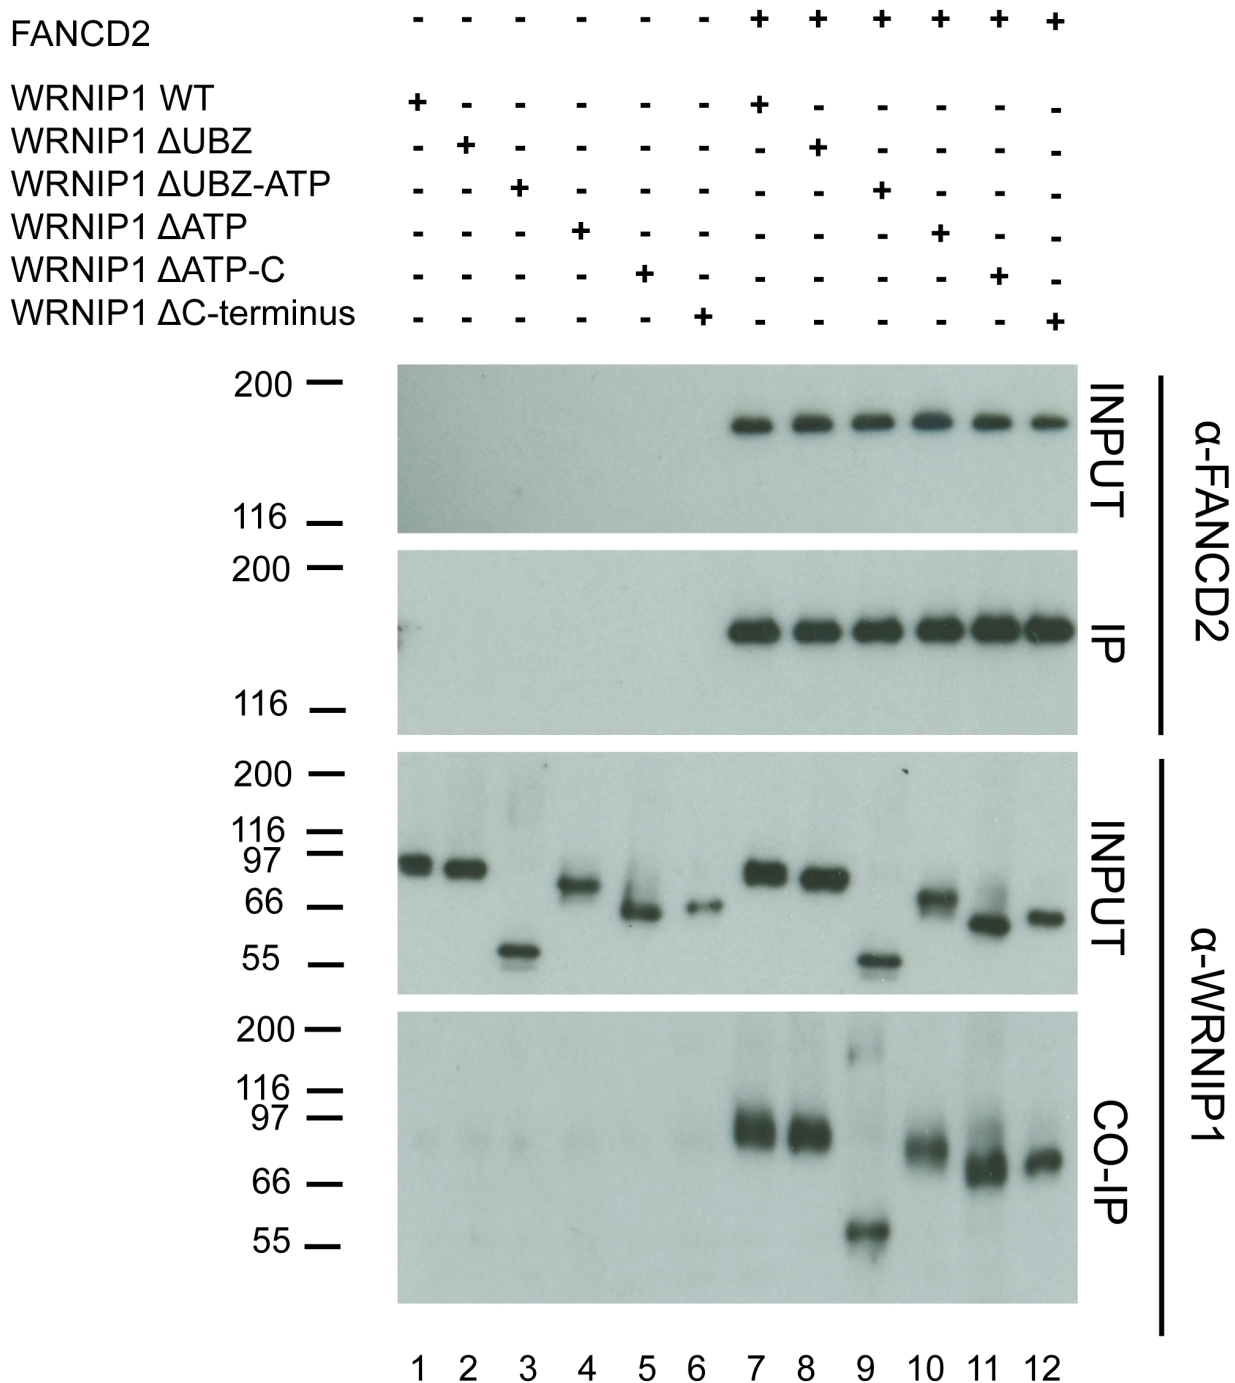 FANCD2 - - - - - - + + + + + +
WRNIP1 WT + - - - - - + - - - - -
WRNIP1 ΔUBZ - + - - - - - + - - - -
WRNIP1 ΔUBZ-ATP - - + - - - - - + - - -
WRNIP1 ΔATP - - - + - - - - - + - -
WRNIP1 ΔATP-C - - - - + - - - - - + -
WRNIP1 ΔC-terminus - - - - - + - - - - - +
200
116
INPUT
200
116
IP
α-FANCD2
200
116
97
66
55
INPUT
200
116
97
66
55
CO-IP
α-WRNIP1
1 2 3 4 5 6 7 8 9 10 11 12